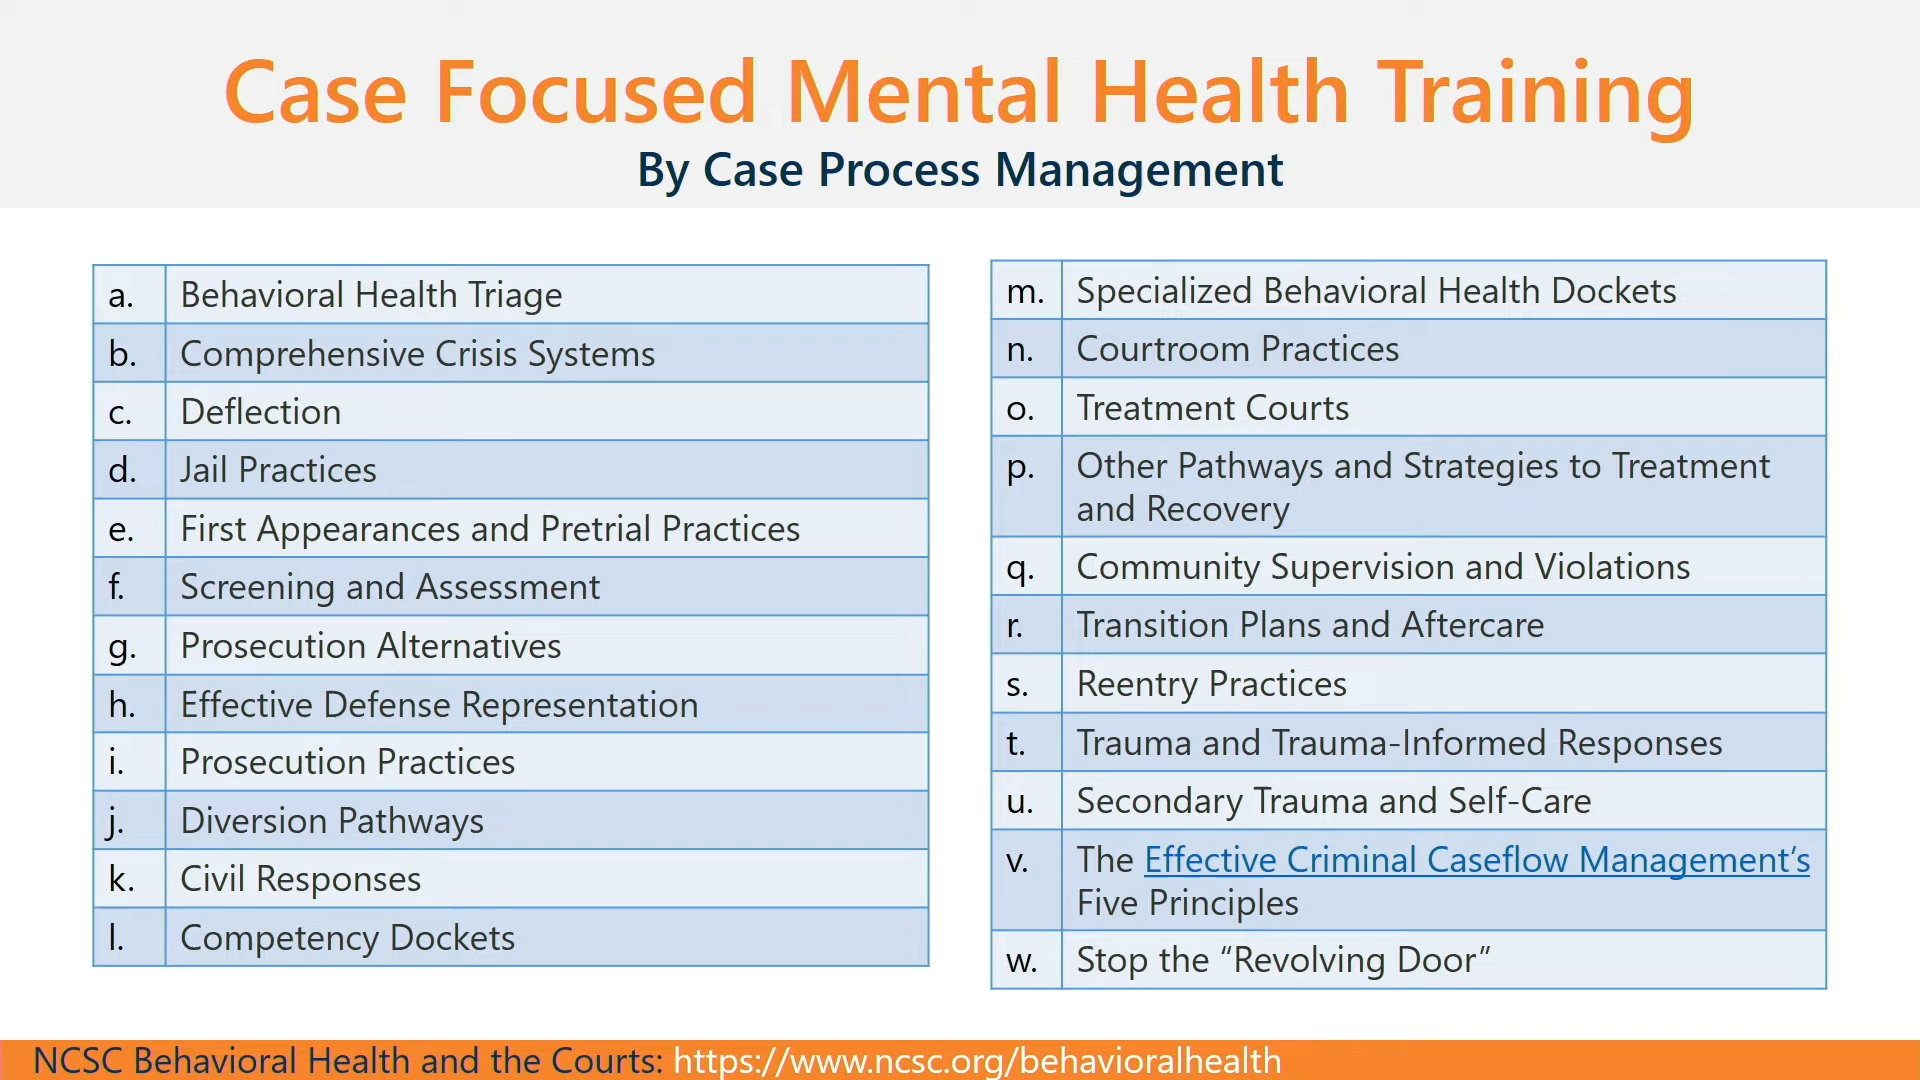 Case Focused Mental Health Training
By Case Process Management
a. Behavioral Health Triage
b. Comprehensive Crisis Systems
c. Deflection
d. Jail Practices
e. First Appearances and Pretrial Practices
f. Screening and Assessment
g. Prosecution Alternatives
h. Effective Defense Representation
i. Prosecution Practices
j. Diversion Pathways
k. Civil Responses
l. Competency Dockets
m. Specialized Behavioral Health Dockets
n. Courtroom Practices
o. Treatment Courts
p. Other Pathways and Strategies to Treatment
and Recovery
q. Community Supervision and Violations
r. Transition Plans and Aftercare
s. Reentry Practices
t. Trauma and Trauma-Informed Responses
u. Secondary Trauma and Self-Care
v. The Effective Criminal Caseflow Management’s
Five Principles
w. Stop the “Revolving Door”
NCSC Behavioral Health and the Courts: https://www.ncsc.org/behavioralhealth